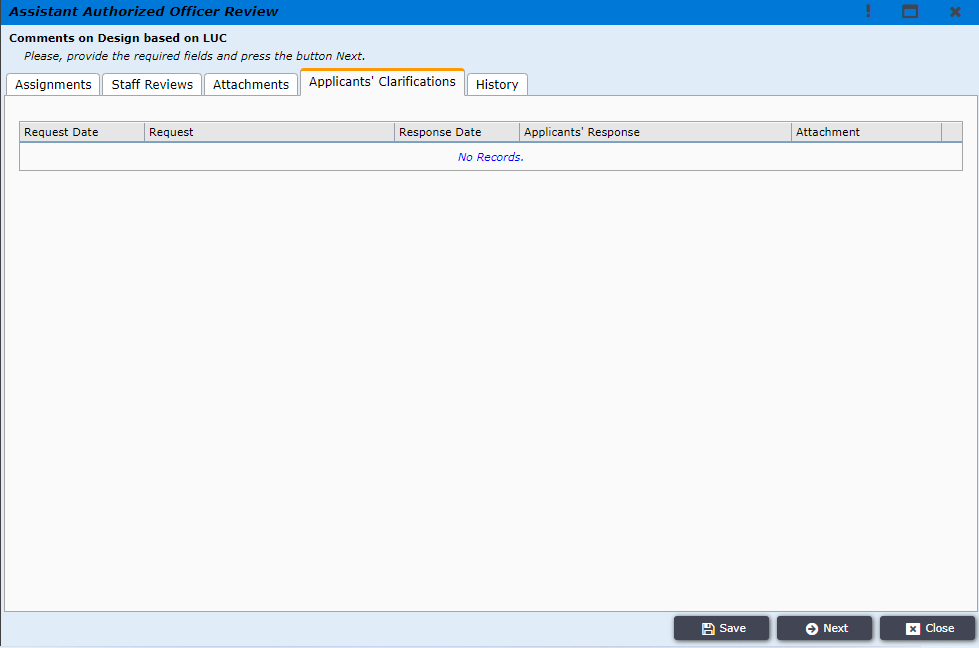 Assistant Authorized Officer Review
Comments on Design based on LUC
Please, provide the required fields and press the button Next.
Assignments Staff Reviews Attachments Applicants' Clarifications History
Request Date Request Response Date Applicants' Response Attachment
No Records.
Save Next Close